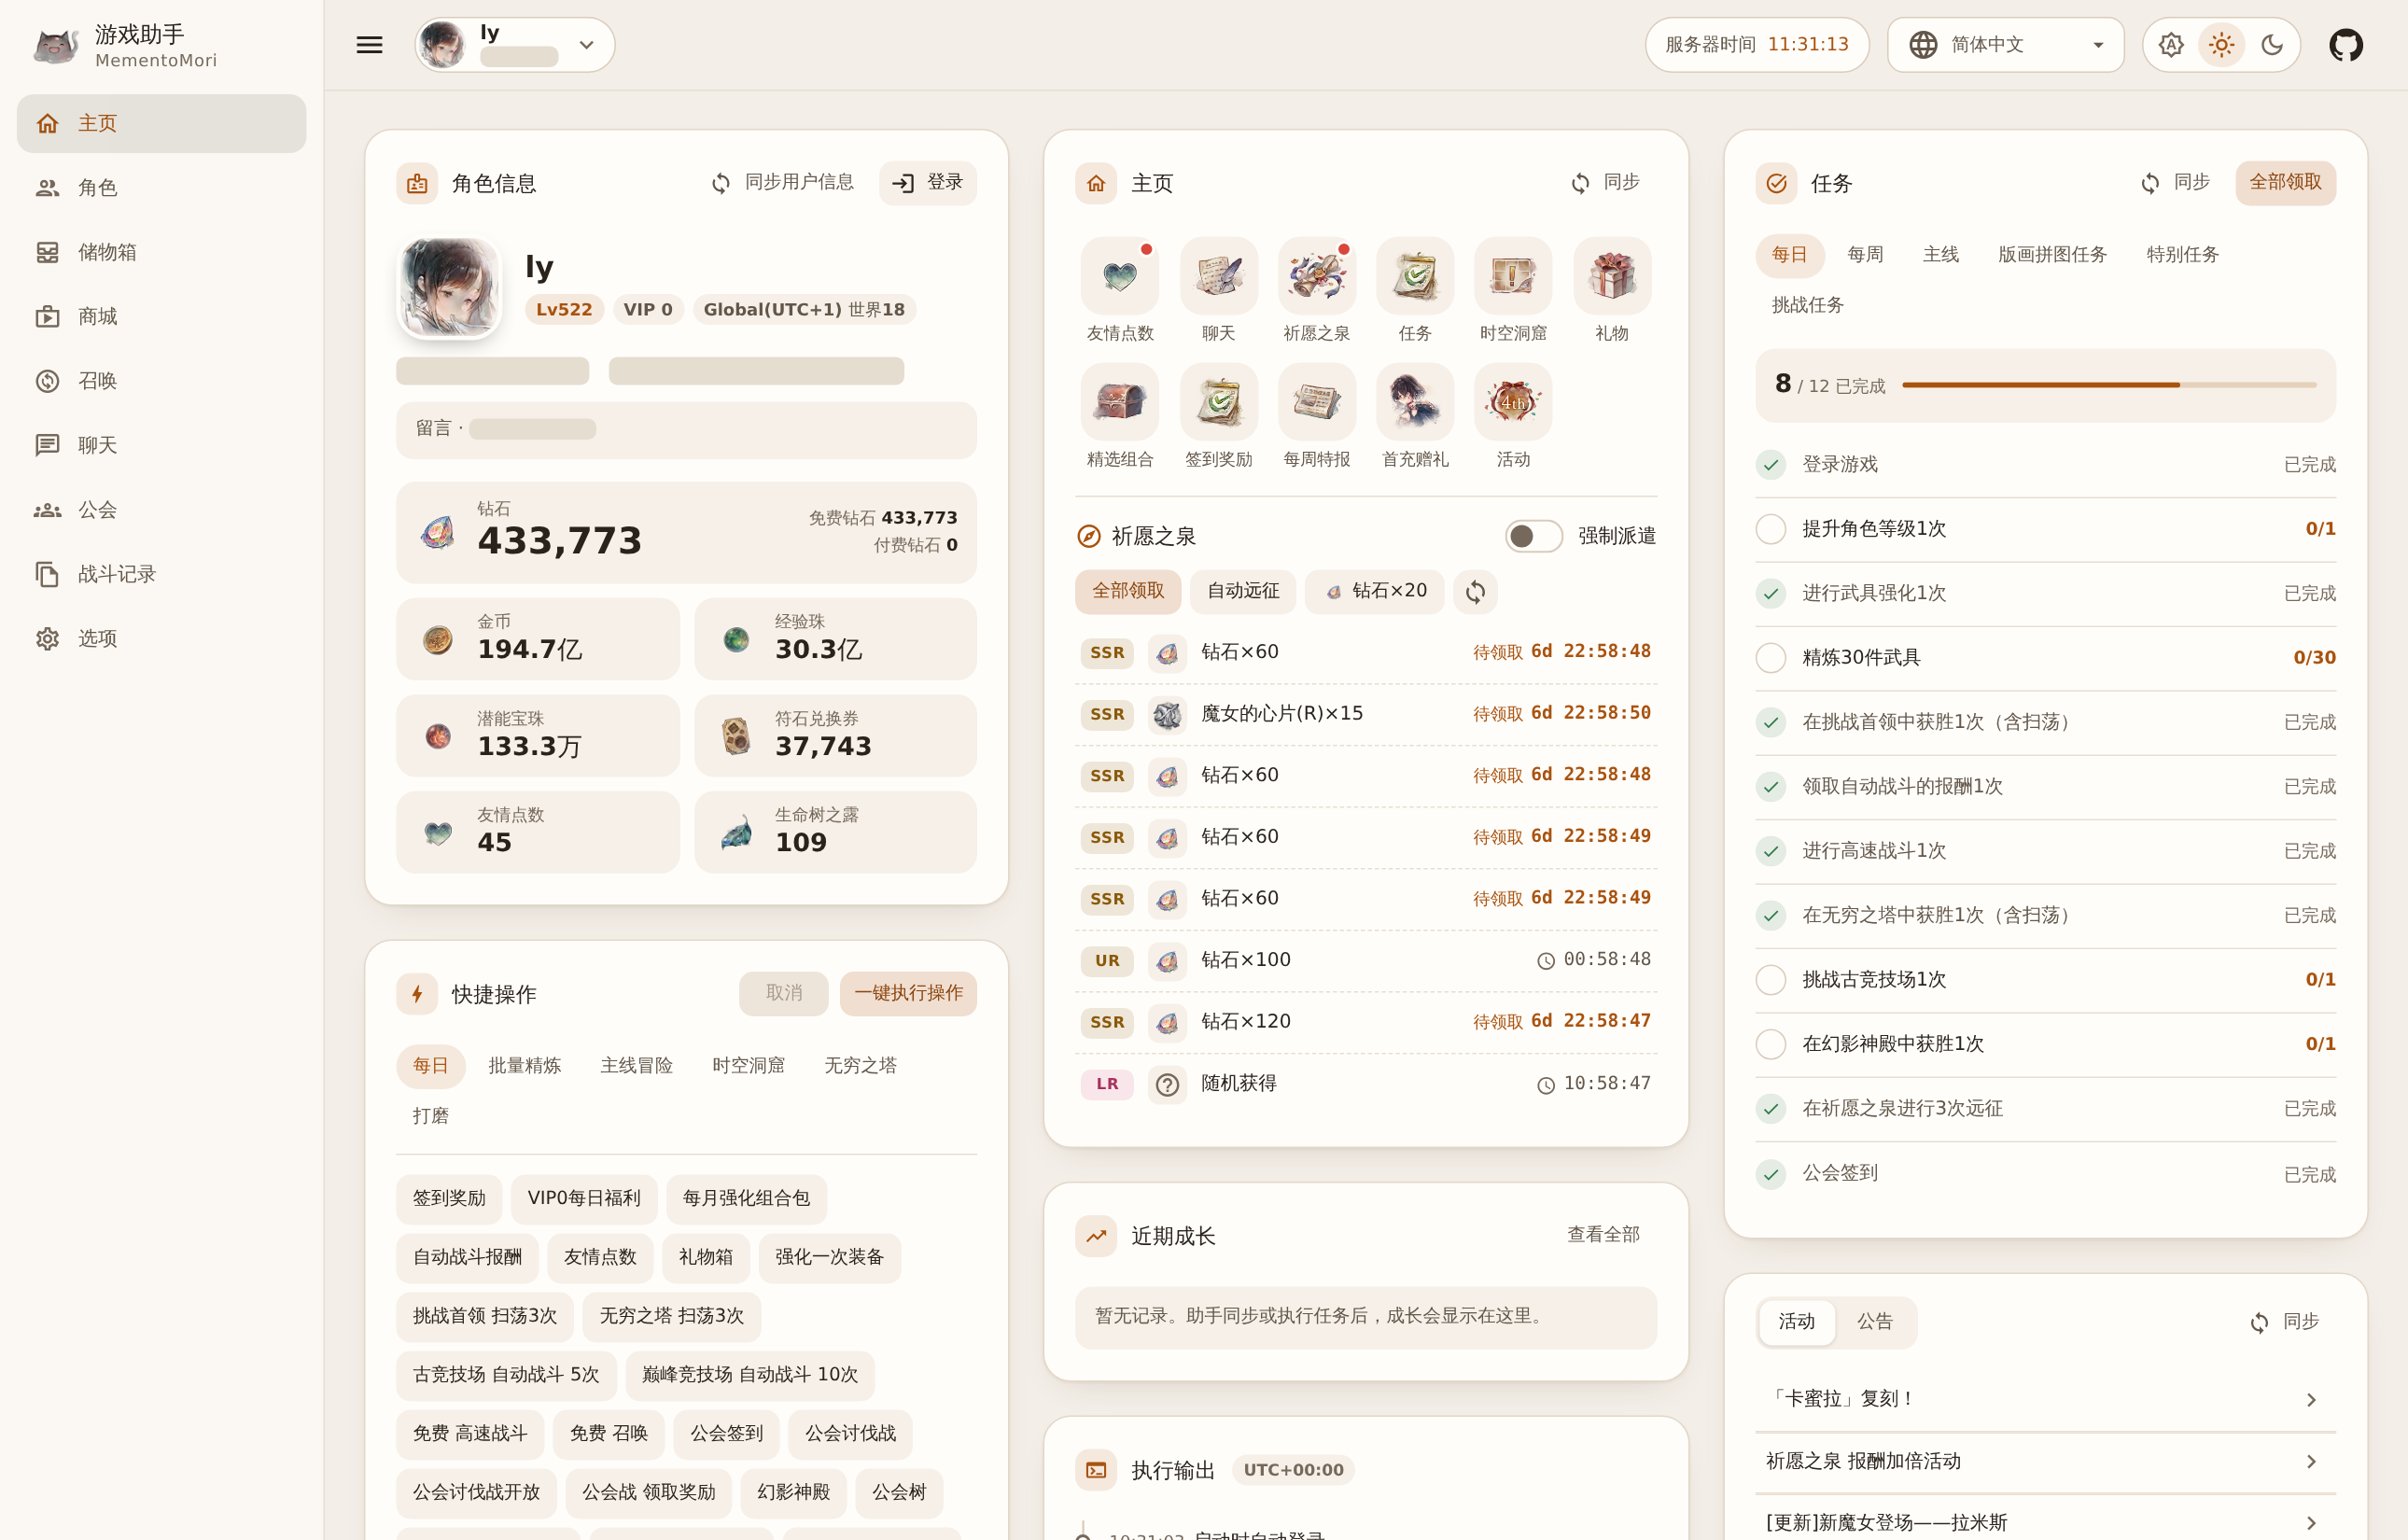 游戏助手
MementoMori
主页
角色
储物箱
商城
召唤
聊天
公会
战斗记录
选项
ly
服务器时间 11:31:13
简体中文
角色信息
同步用户信息
登录
ly
Lv522 VIP 0 Global(UTC+1) 世界18
留言 ·
钻石
433,773
免费钻石 433,773
付费钻石 0
金币
194.7亿
经验珠
30.3亿
潜能宝珠
133.3万
符石兑换券
37,743
友情点数
45
生命树之露
109
快捷操作
取消
一键执行操作
每日 批量精炼 主线冒险 时空洞窟 无穷之塔
打磨
签到奖励 VIP0每日福利 每月强化组合包
自动战斗报酬 友情点数 礼物箱 强化一次装备
挑战首领 扫荡3次 无穷之塔 扫荡3次
古竞技场 自动战斗 5次 巅峰竞技场 自动战斗 10次
免费 高速战斗 免费 召唤 公会签到 公会讨伐战
公会讨伐战开放 公会战 领取奖励 幻影神殿 公会树
主页
同步
友情点数 聊天 祈愿之泉 任务 时空洞窟 礼物
4th
精选组合 签到奖励 每周特报 首充赠礼 活动
祈愿之泉
强制派遣
全部领取 自动远征 钻石×20
SSR 钻石×60 待领取 6d 22:58:48
SSR 魔女的心片(R)×15 待领取 6d 22:58:50
SSR 钻石×60 待领取 6d 22:58:48
SSR 钻石×60 待领取 6d 22:58:49
SSR 钻石×60 待领取 6d 22:58:49
UR 钻石×100 00:58:48
SSR 钻石×120 待领取 6d 22:58:47
LR 随机获得 10:58:47
近期成长
查看全部
暂无记录。助手同步或执行任务后，成长会显示在这里。
执行输出 UTC+00:00
10:31:03 启动时自动登录
任务
同步
全部领取
每日 每周 主线 版画拼图任务 特别任务
挑战任务
8 / 12 已完成
登录游戏 已完成
提升角色等级1次 0/1
进行武具强化1次 已完成
精炼30件武具 0/30
在挑战首领中获胜1次（含扫荡） 已完成
领取自动战斗的报酬1次 已完成
进行高速战斗1次 已完成
在无穷之塔中获胜1次（含扫荡） 已完成
挑战古竞技场1次 0/1
在幻影神殿中获胜1次 0/1
在祈愿之泉进行3次远征 已完成
公会签到 已完成
活动 公告
同步
「卡蜜拉」复刻！
祈愿之泉 报酬加倍活动
[更新]新魔女登场——拉米斯